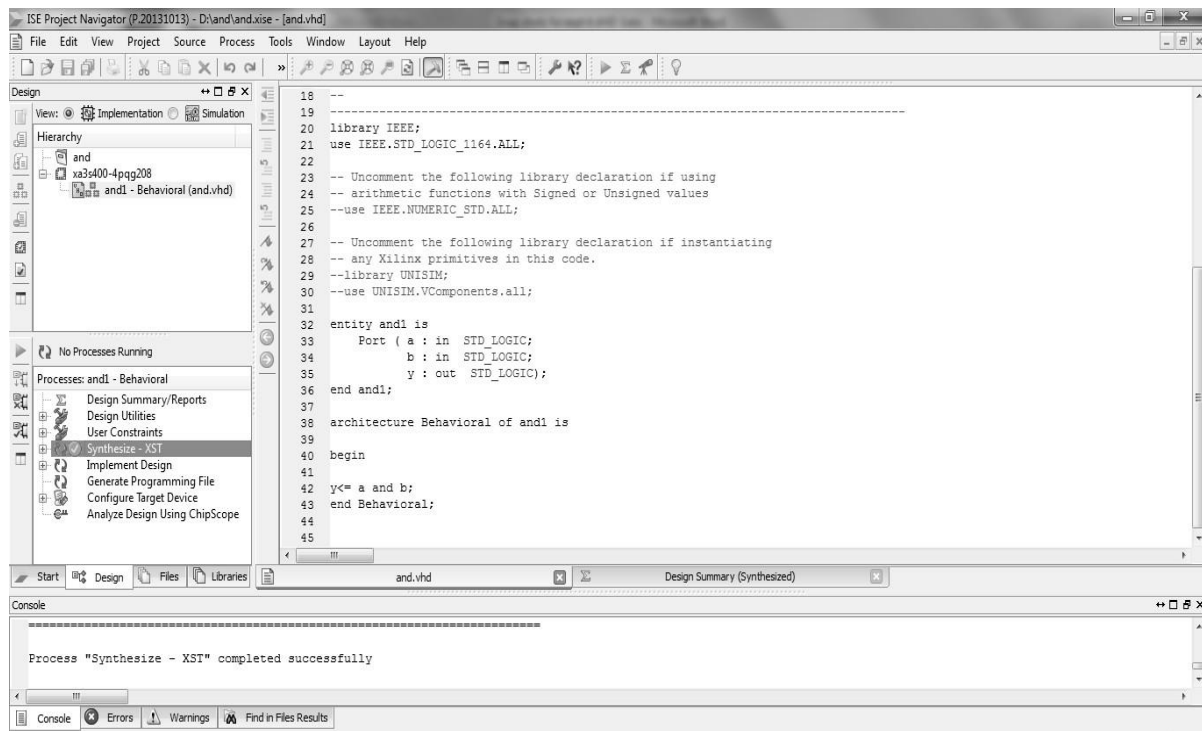 ISE Project Navigator (P.20131013) - D:\and\and.xise - [and.vhd]
File Edit View Project Source Process Tools Window Layout Help
Design
View: Implementation Simulation
Hierarchy
and
xa3s400-4pqg208
and1 - Behavioral (and.vhd)
No Processes Running
Processes: and1 - Behavioral
Design Summary/Reports
Design Utilities
User Constraints
Synthesize - XST
Implement Design
Generate Programming File
Configure Target Device
Analyze Design Using ChipScope
Start Design Files Libraries
18 --
19 ----------------------------------------------------------------------------------
20 library IEEE;
21 use IEEE.STD_LOGIC_1164.ALL;
22
23 -- Uncomment the following library declaration if using
24 -- arithmetic functions with Signed or Unsigned values
25 --use IEEE.NUMERIC_STD.ALL;
26
27 -- Uncomment the following library declaration if instantiating
28 -- any Xilinx primitives in this code.
29 --library UNISIM;
30 --use UNISIM.VComponents.all;
31
32 entity and1 is
33 Port ( a : in STD_LOGIC;
34 b : in STD_LOGIC;
35 y : out STD_LOGIC);
36 end and1;
37
38 architecture Behavioral of and1 is
39
40 begin
41
42 y<= a and b;
43 end Behavioral;
44
45
and.vhd Design Summary (Synthesized)
Console
=========================================================================
Process "Synthesize - XST" completed successfully
Console Errors Warnings Find in Files Results